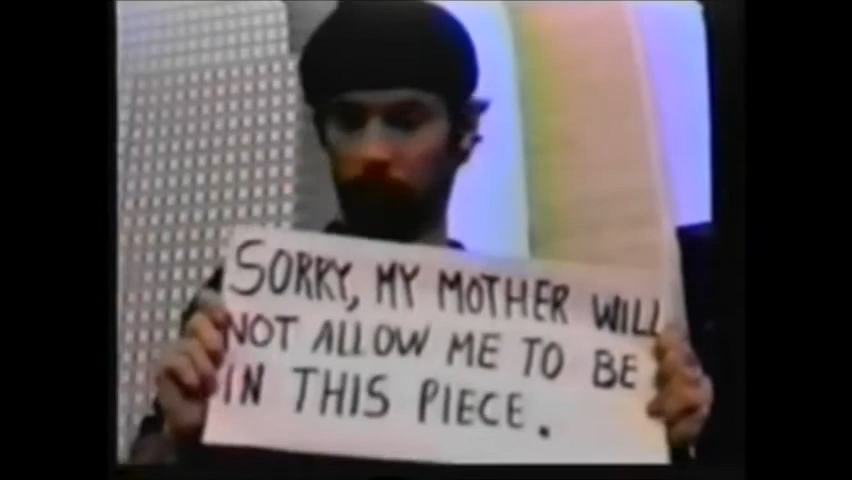 SORRY, MY MOTHER WILL
NOT ALLOW ME TO BE
IN THIS PIECE.